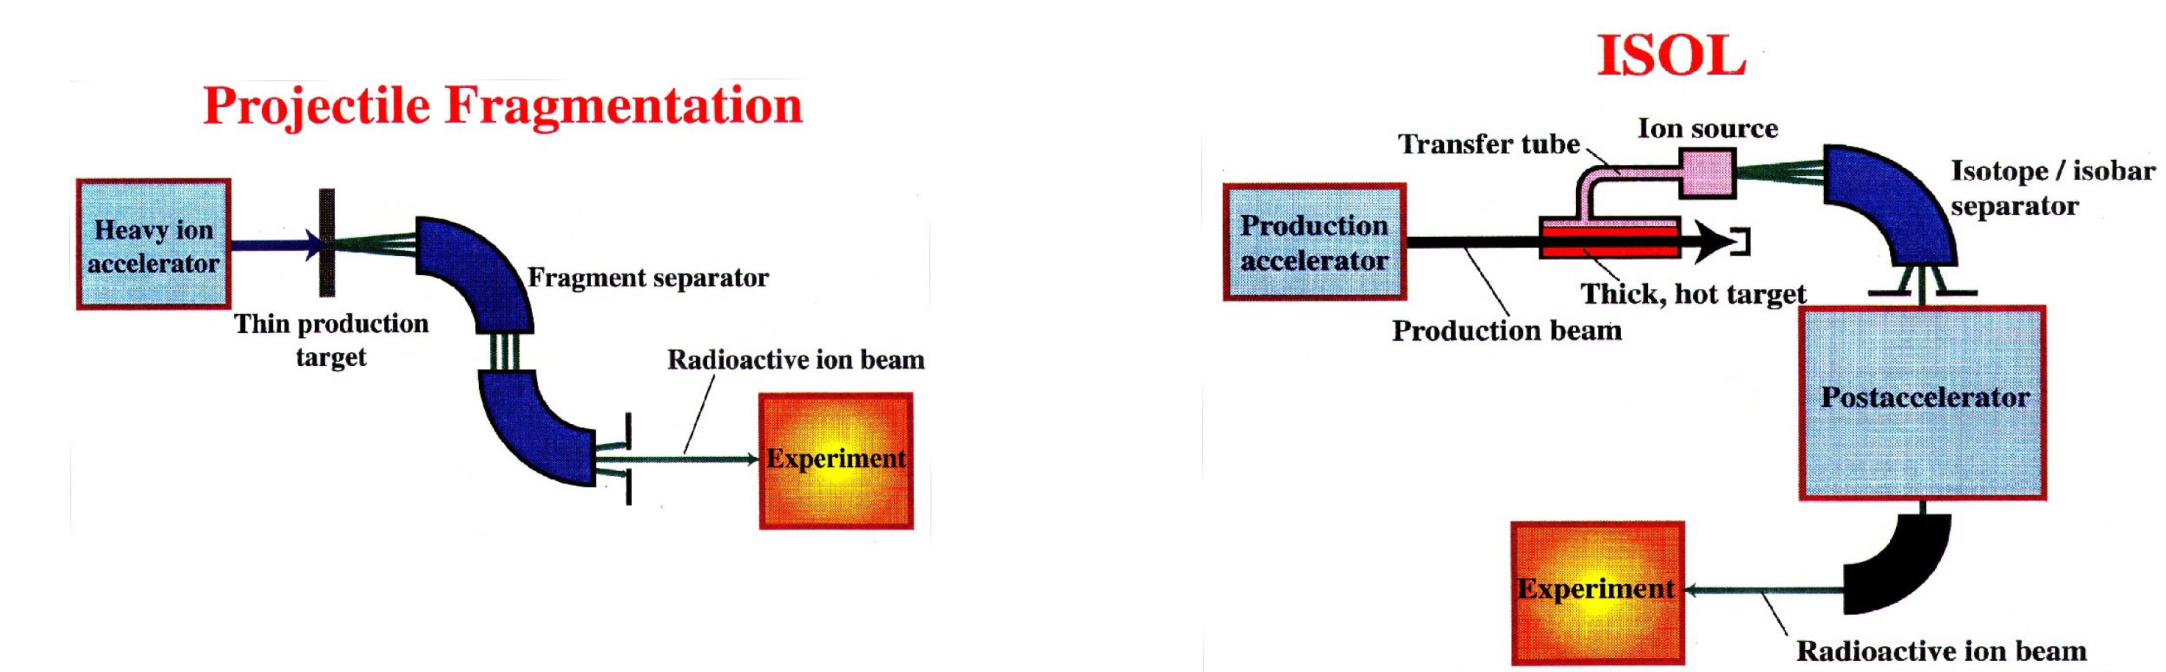 Projectile Fragmentation
Heavy ion
accelerator
Thin production
target
Fragment separator
Radioactive ion beam
Experiment
ISOL
Transfer tube
Ion source
Isotope / isobar
separator
Production
accelerator
Thick, hot target
Production beam
Postaccelerator
Experiment
Radioactive ion beam